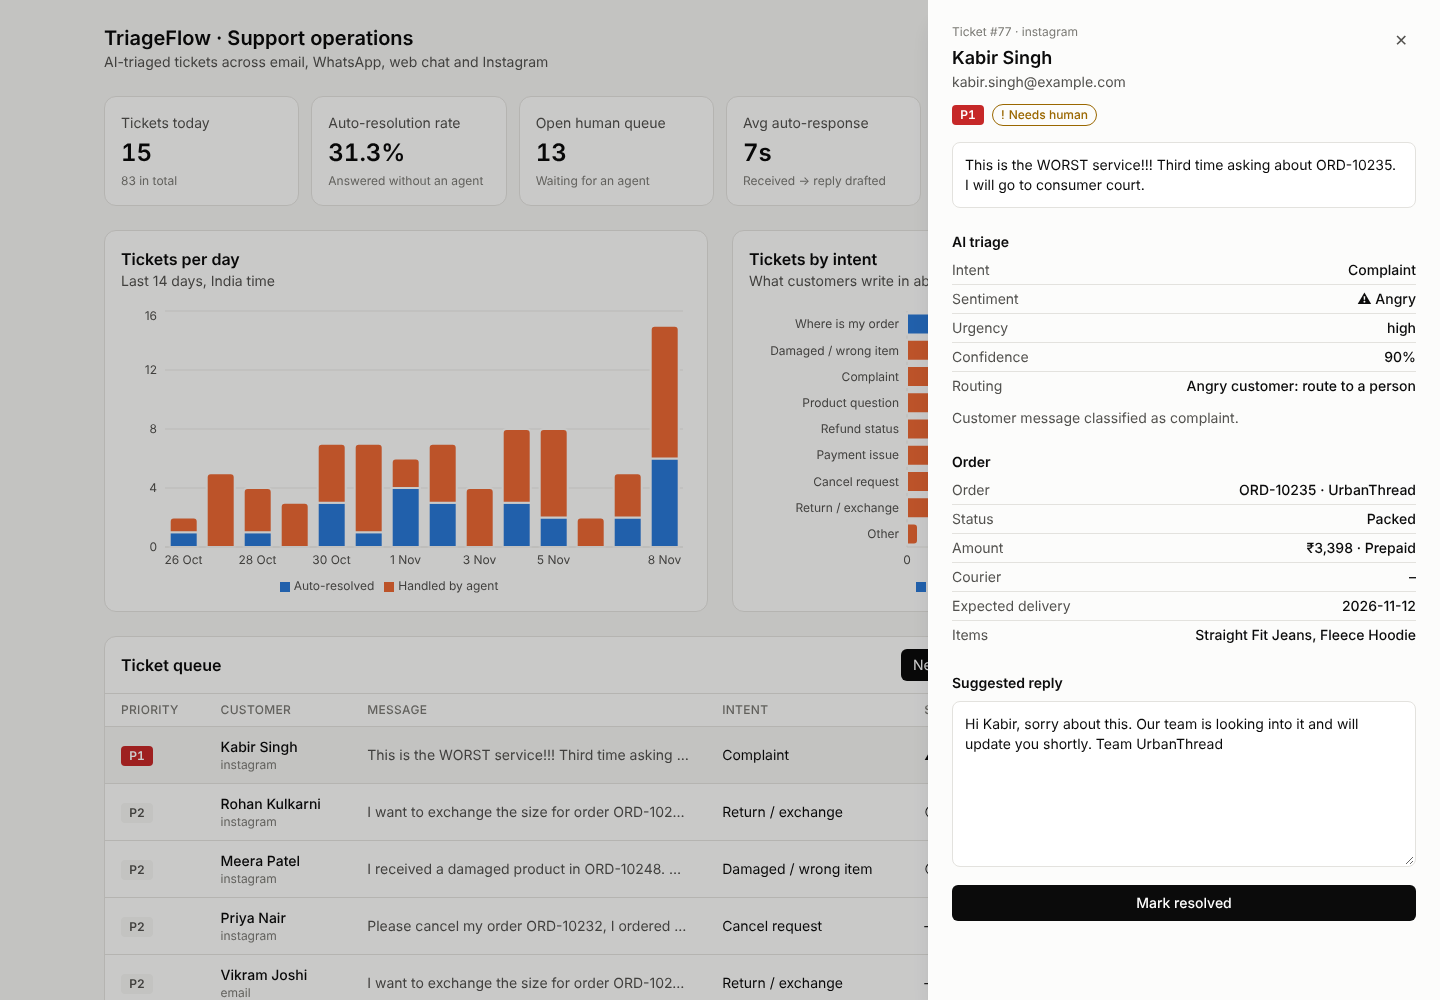 TriageFlow · Support operations
AI-triaged tickets across email, WhatsApp, web chat and Instagram
Tickets today
15
83 in total
Auto-resolution rate
31.3%
Answered without an agent
Open human queue
13
Waiting for an agent
Avg auto-response
7s
Received → reply drafted
Tickets per day
Last 14 days, India time
16
12
8
4
0
26 Oct
28 Oct
30 Oct
1 Nov
3 Nov
5 Nov
8 Nov
Auto-resolved
Handled by agent
Tickets by intent
What customers write in
Where is my order
Damaged / wrong item
Complaint
Product question
Refund status
Payment issue
Cancel request
Return / exchange
Other
0
Ticket queue
PRIORITY CUSTOMER MESSAGE INTENT
P1 Kabir Singh This is the WORST service!!! Third time asking ... Complaint
instagram
P2 Rohan Kulkarni I want to exchange the size for order ORD-102... Return / exchange
instagram
P2 Meera Patel I received a damaged product in ORD-10248. ... Damaged / wrong item
instagram
P2 Priya Nair Please cancel my order ORD-10232, I ordered ... Cancel request
instagram
P2 Vikram Joshi I want to exchange the size for order ORD-102... Return / exchange
email
Ticket #77 · instagram
✕
Kabir Singh
kabir.singh@example.com
P1 ! Needs human
This is the WORST service!!! Third time asking about ORD-10235.
I will go to consumer court.
AI triage
Intent Complaint
Sentiment ⚠ Angry
Urgency high
Confidence 90%
Routing Angry customer: route to a person
Customer message classified as complaint.
Order
Order ORD-10235 · UrbanThread
Status Packed
Amount ₹3,398 · Prepaid
Courier –
Expected delivery 2026-11-12
Items Straight Fit Jeans, Fleece Hoodie
Suggested reply
Hi Kabir, sorry about this. Our team is looking into it and will
update you shortly. Team UrbanThread
Mark resolved